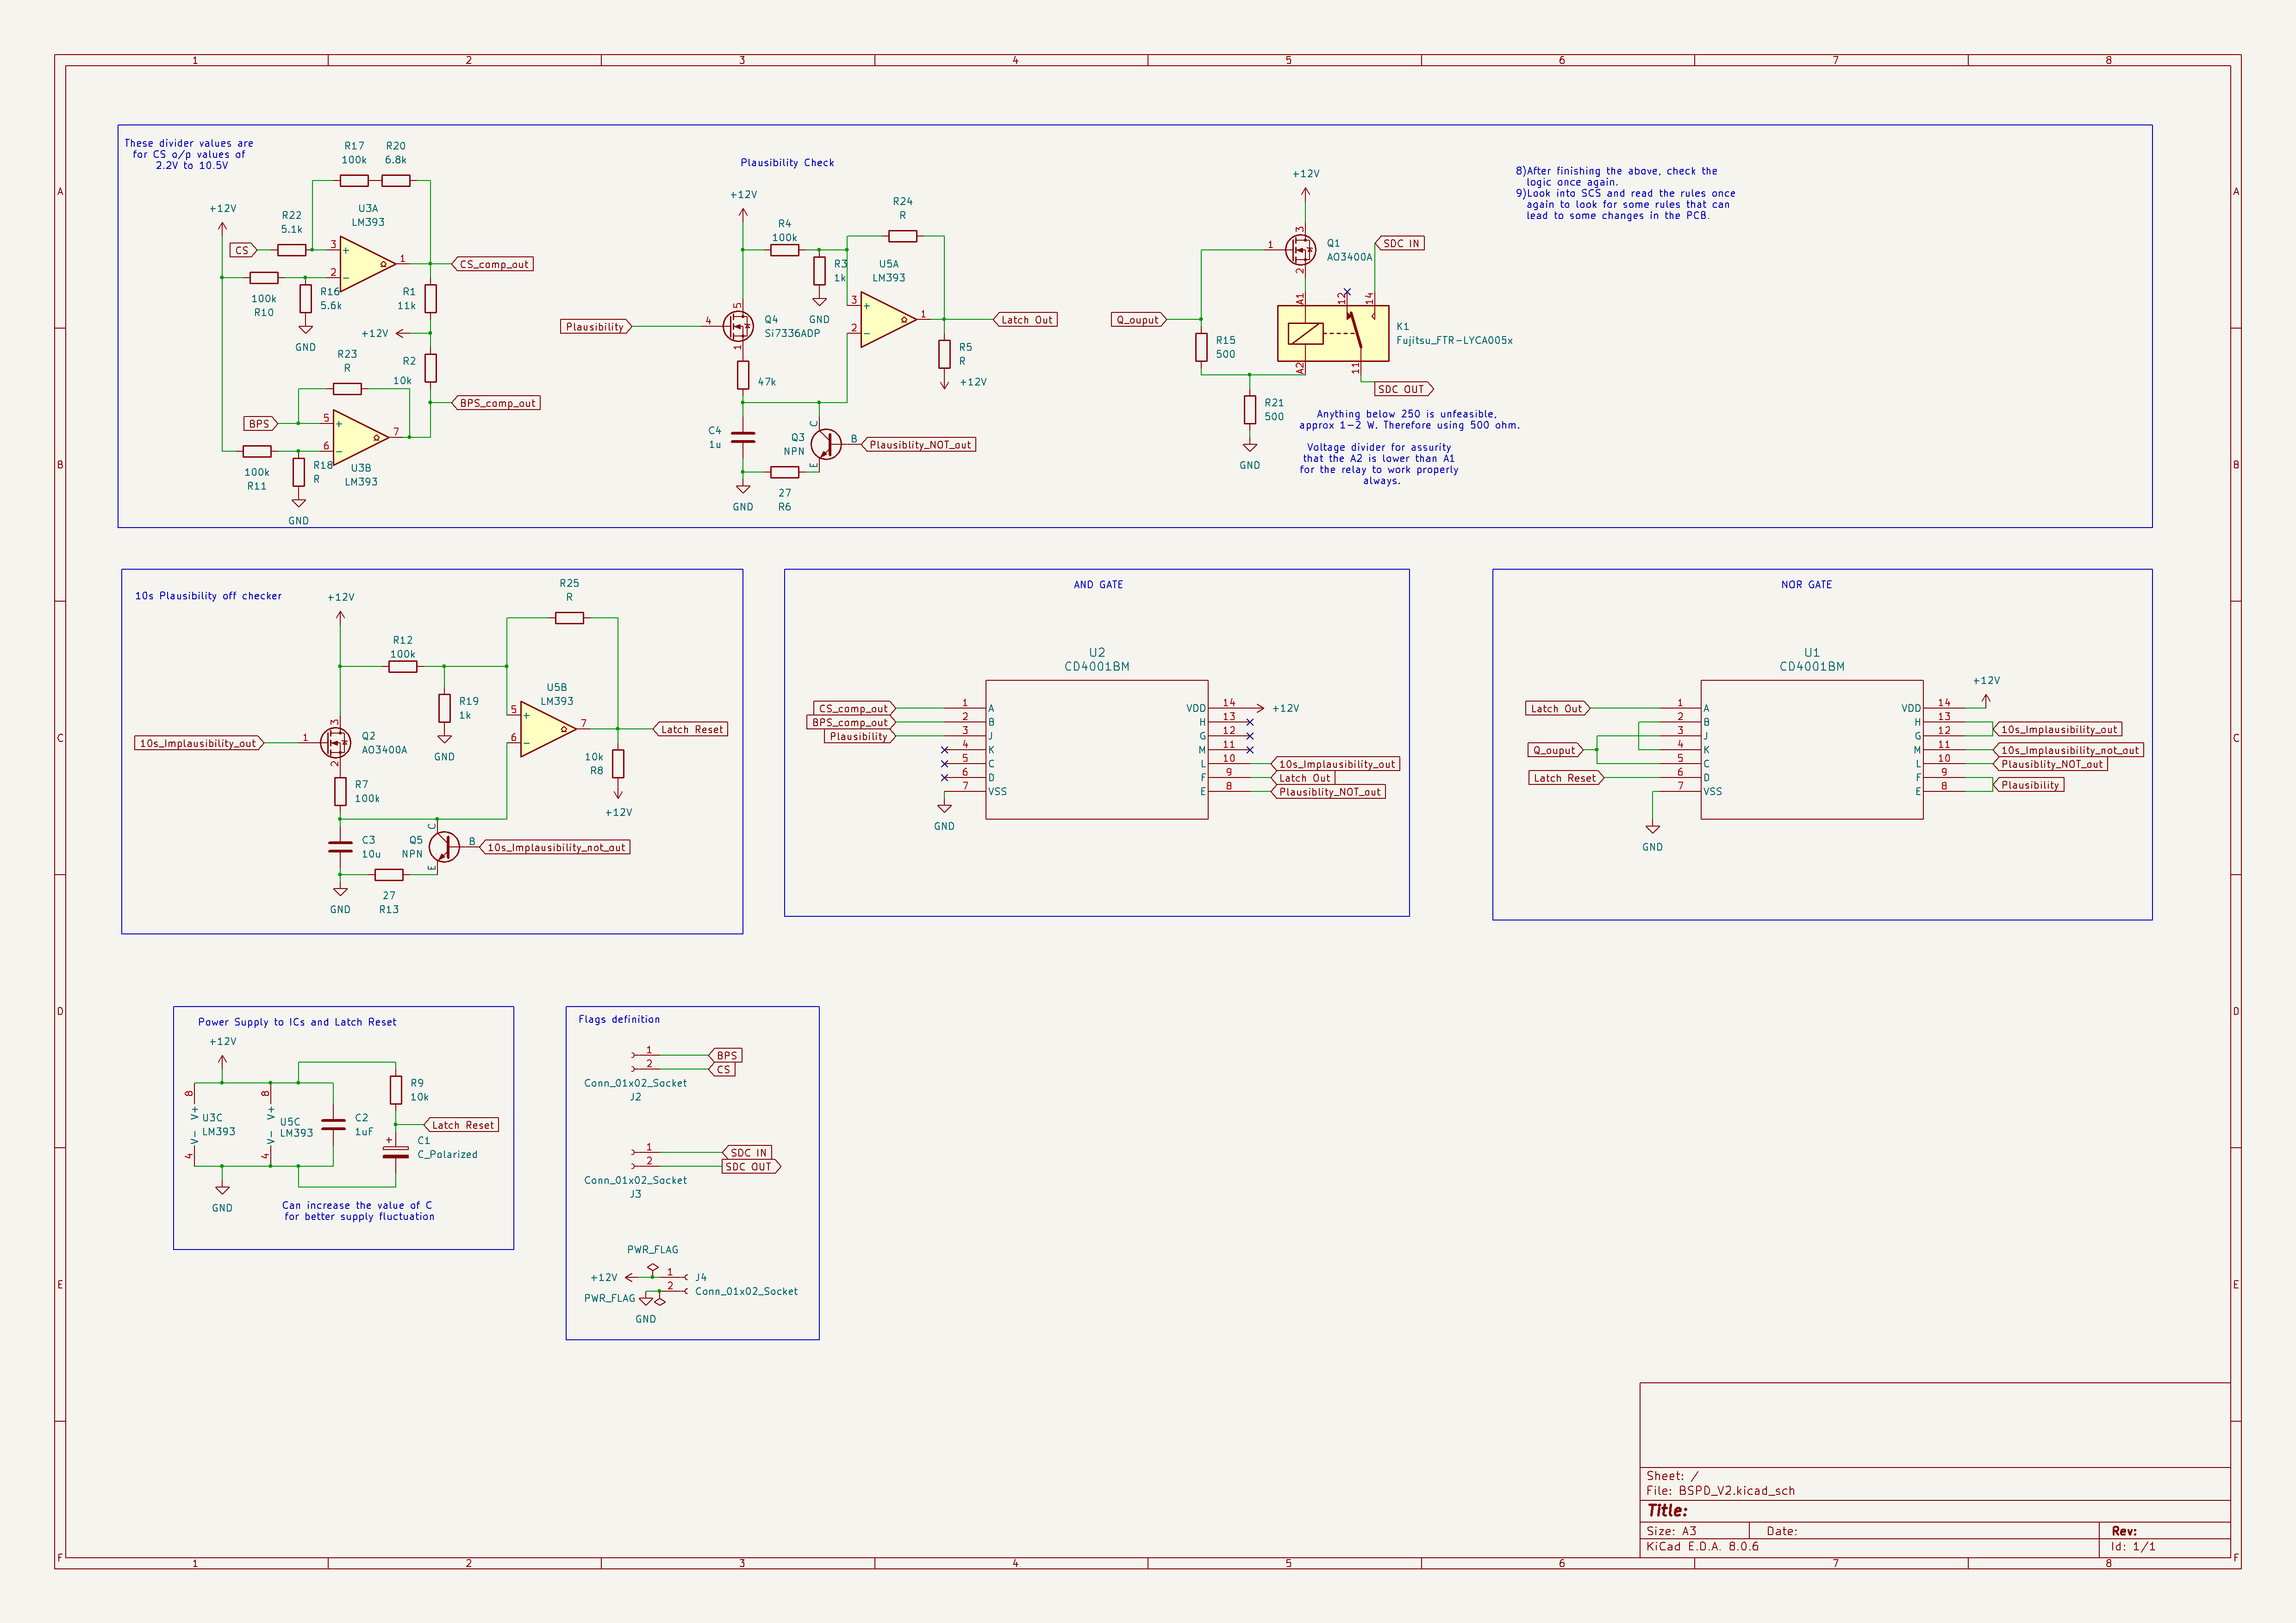 1 2 3 4 5 6 7 8
A
B
C
D
E
F
These divider values are
for CS o/p values of
2.2V to 10.5V
R17
100k
R20
6.8k
+12V
R22
5.1k
U3A
LM393
CS
3
+
2
−
1
CS_comp_out
100k
R10
R16
5.6k
GND
R1
11k
+12V
R23
R
R2
10k
BPS_comp_out
BPS
5
+
6
−
7
100k
R11
R18
R
U3B
LM393
GND
Plausibility Check
+12V
R4
100k
R24
R
R3
1k
GND
U5A
LM393
3
+
2
−
1
Latch Out
Plausibility
4
5
1
Q4
Si7336ADP
47k
R5
R
+12V
C4
1u
Q3
NPN
C
B
E
Plausiblity_NOT_out
27
R6
GND
+12V
1
3
2
Q1
AO3400A
SDC IN
A1
12
14
Q_ouput
R15
500
K1
Fujitsu_FTR-LYCA005x
A2
11
SDC OUT
R21
500
GND
Anything below 250 is unfeasible,
approx 1-2 W. Therefore using 500 ohm.
Voltage divider for assurity
that the A2 is lower than A1
for the relay to work properly
always.
8)After finishing the above, check the
logic once again.
9)Look into SCS and read the rules once
again to look for some rules that can
lead to some changes in the PCB.
10s Plausibility off checker
+12V
R25
R
R12
100k
R19
1k
GND
U5B
LM393
5
+
6
−
7
Latch Reset
10s_Implausibility_out
1
3
2
Q2
AO3400A
10k
R8
+12V
R7
100k
C3
10u
Q5
NPN
C
B
E
10s_Implausibility_not_out
27
R13
GND
AND GATE
U2
CD4001BM
CS_comp_out 1 A
BPS_comp_out 2 B
Plausibility 3 J
4 K
5 C
6 D
7 VSS
GND
VDD 14 +12V
H 13
G 12
M 11
L 10 10s_Implausibility_out
F 9 Latch Out
E 8 Plausiblity_NOT_out
NOR GATE
U1
CD4001BM
Latch Out 1 A
2 B
3 J
Q_ouput 4 K
5 C
Latch Reset 6 D
7 VSS
GND
+12V
VDD 14
H 13 10s_Implausibility_out
G 12
M 11 10s_Implausibility_not_out
L 10 Plausiblity_NOT_out
F 9 Plausibility
E 8
Power Supply to ICs and Latch Reset
+12V
8
V+
U3C
LM393
V−
4
8
V+
U5C
LM393
V−
4
C2
1uF
R9
10k
Latch Reset
+
C1
C_Polarized
GND
Can increase the value of C
for better supply fluctuation
Flags definition
1 BPS
2 CS
Conn_01x02_Socket
J2
1 SDC IN
2 SDC OUT
Conn_01x02_Socket
J3
PWR_FLAG
+12V 1 J4
2 Conn_01x02_Socket
PWR_FLAG
GND
Sheet: /
File: BSPD_V2.kicad_sch
Title:
Size: A3 Date: Rev:
KiCad E.D.A. 8.0.6 Id: 1/1
A
B
C
D
E
F
1 2 3 4 5 6 7 8